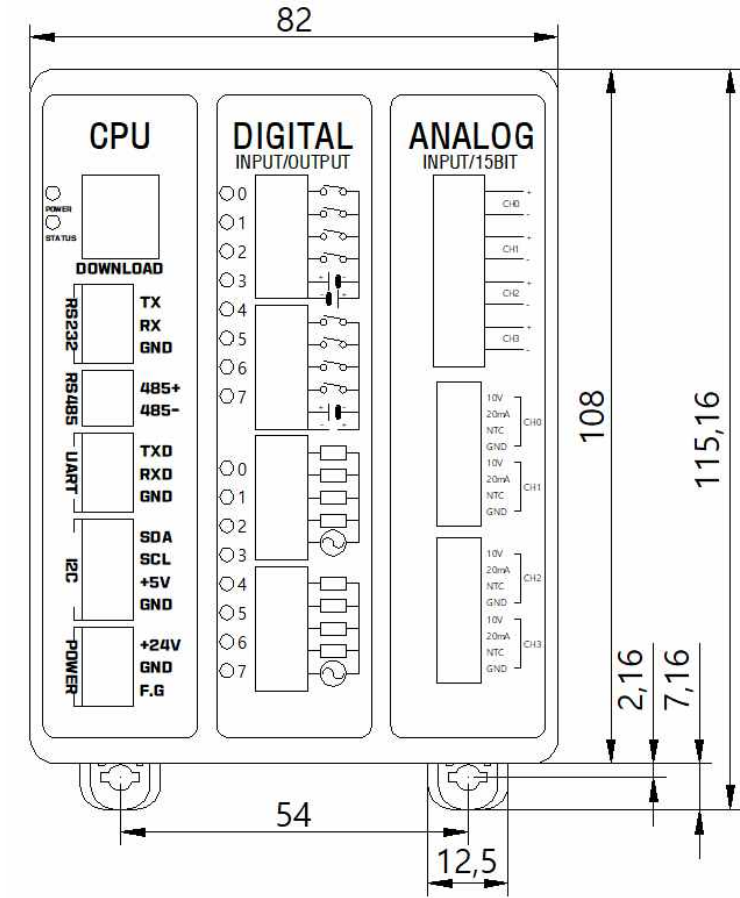 82
CPU
POWER
STATUS
DOWNLOAD
RS232
TX
RX
GND
RS485
485+
485-
UART
TXD
RXD
GND
I2C
SDA
SCL
+5V
GND
POWER
+24V
GND
F.G
DIGITAL
INPUT/OUTPUT
0
1
2
3
4
5
6
7
0
1
2
3
4
5
6
7
ANALOG
INPUT/15BIT
+
CH0
-
+
CH1
-
+
CH2
-
+
CH3
-
10V
20mA
NTC
GND
CH0
10V
20mA
NTC
GND
CH1
10V
20mA
NTC
GND
CH2
10V
20mA
NTC
GND
CH3
108
115,16
2,16
7,16
54
12,5